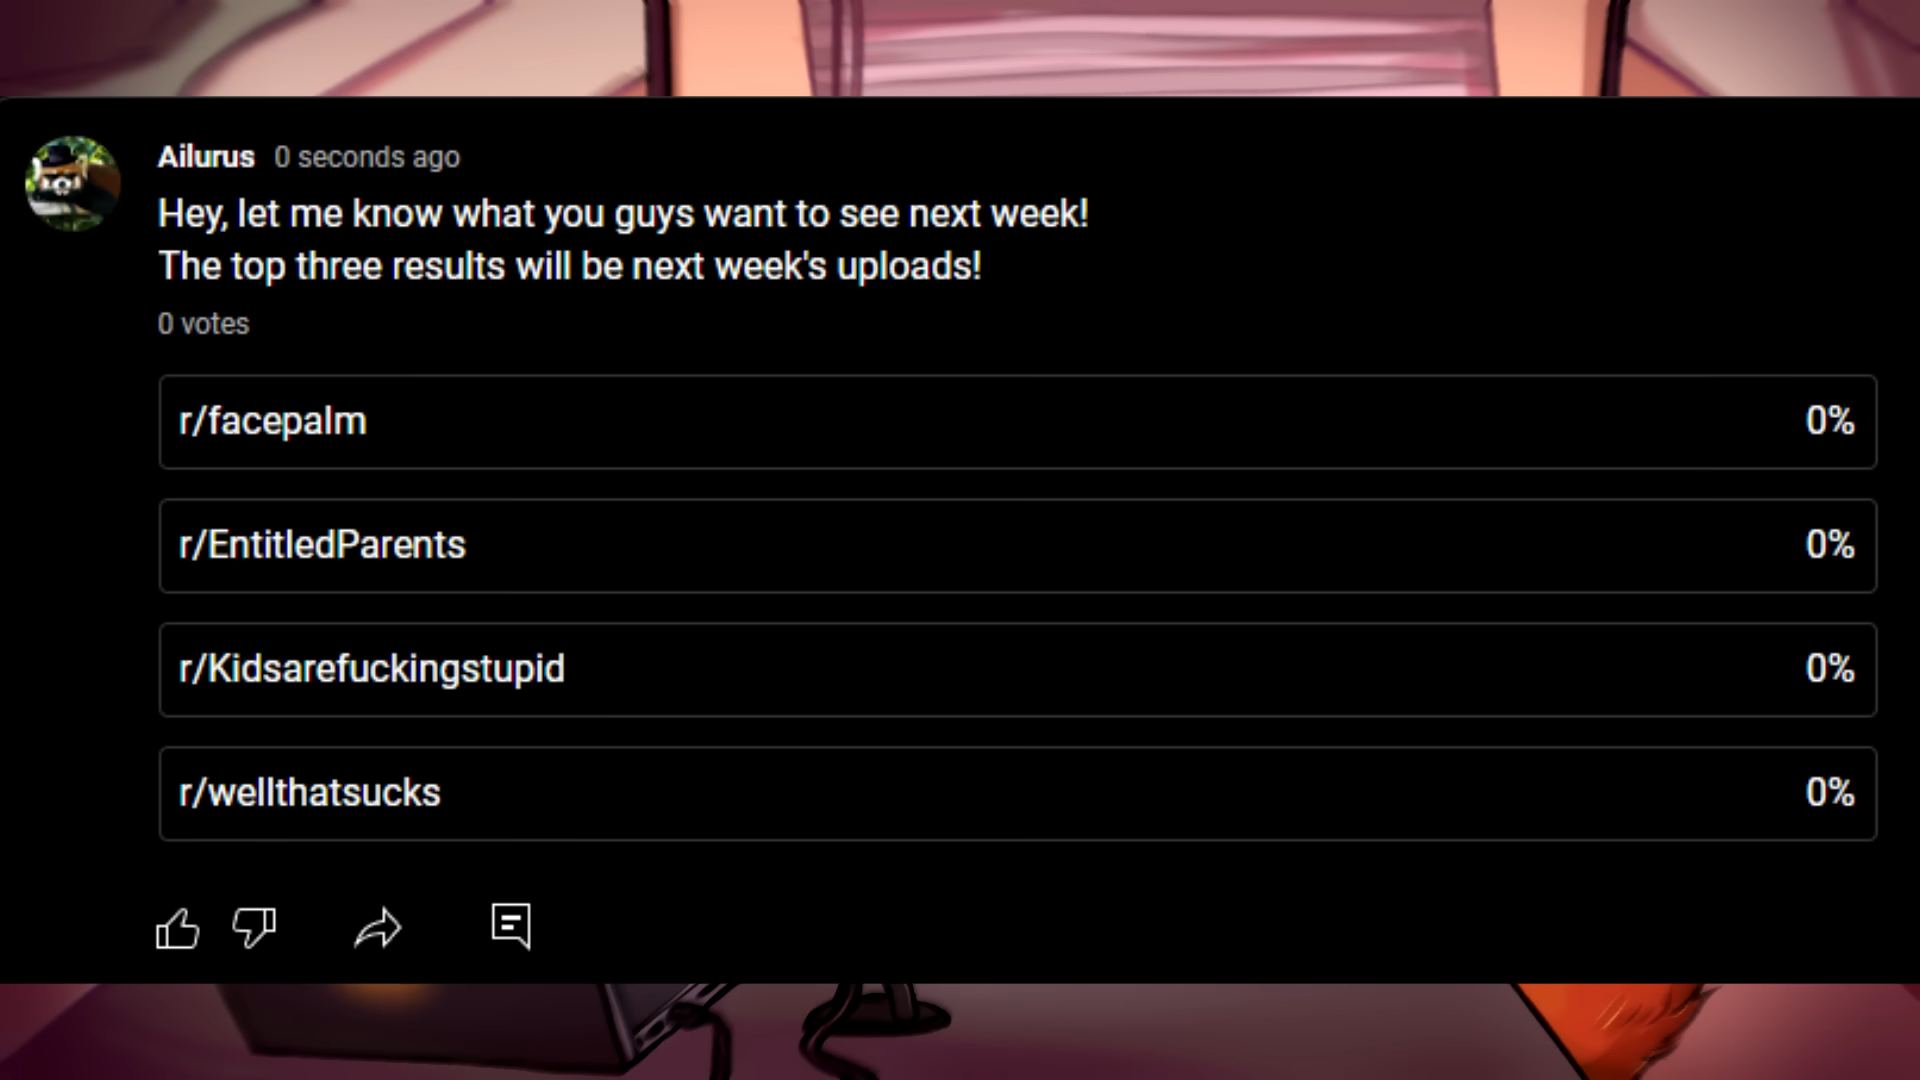 Ailurus 0 seconds ago
Hey, let me know what you guys want to see next week!
The top three results will be next week's uploads!
0 votes
r/facepalm 0%
r/EntitledParents 0%
r/Kidsarefuckingstupid 0%
r/wellthatsucks 0%